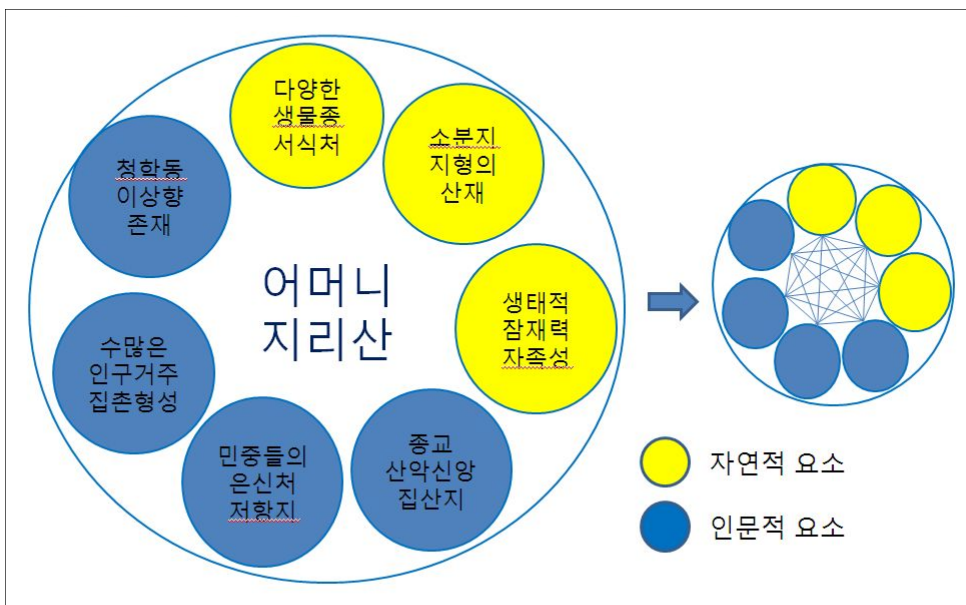 다양한
생물종
서식처
소분지
지형의
산재
생태적
잠재력
자족성
종교
산악신앙
집산지
민중들의
은신처
저항지
수많은
인구거주
집촌형성
청학동
이상향
존재
어머니
지리산
자연적 요소
인문적 요소